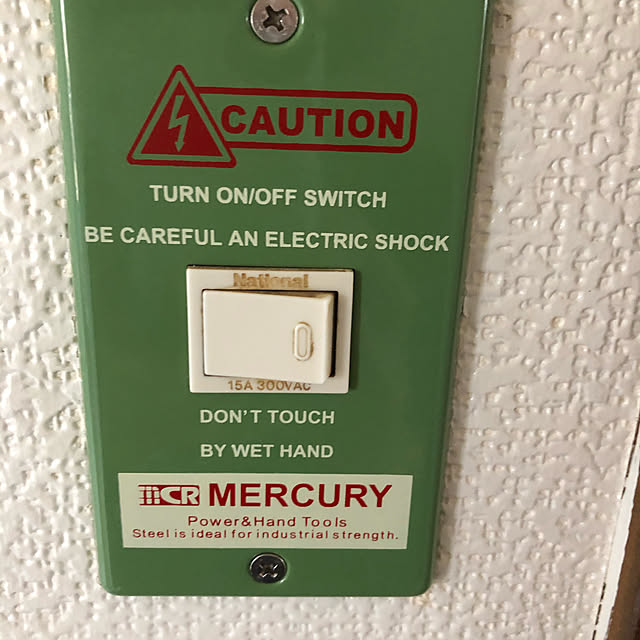 CAUTION
TURN ON/OFF SWITCH
BE CAREFUL AN ELECTRIC SHOCK
National
15A 300VAC
DON'T TOUCH
BY WET HAND
MCR MERCURY
Power&Hand Tools
Steel is ideal for industrial strength.